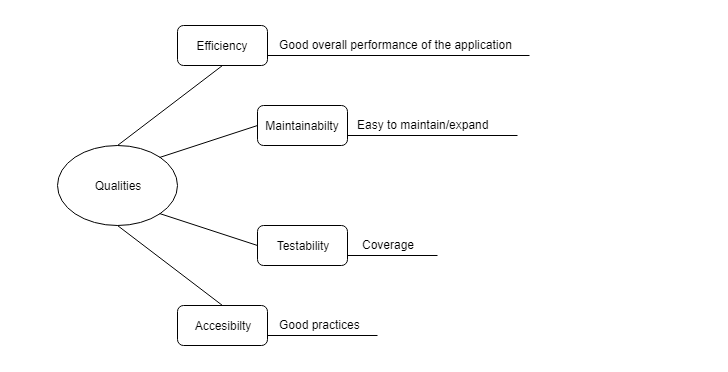 Efficiency
Good overall performance of the application
Maintainabilty
Easy to maintain/expand
Qualities
Testability
Coverage
Accesibilty
Good practices